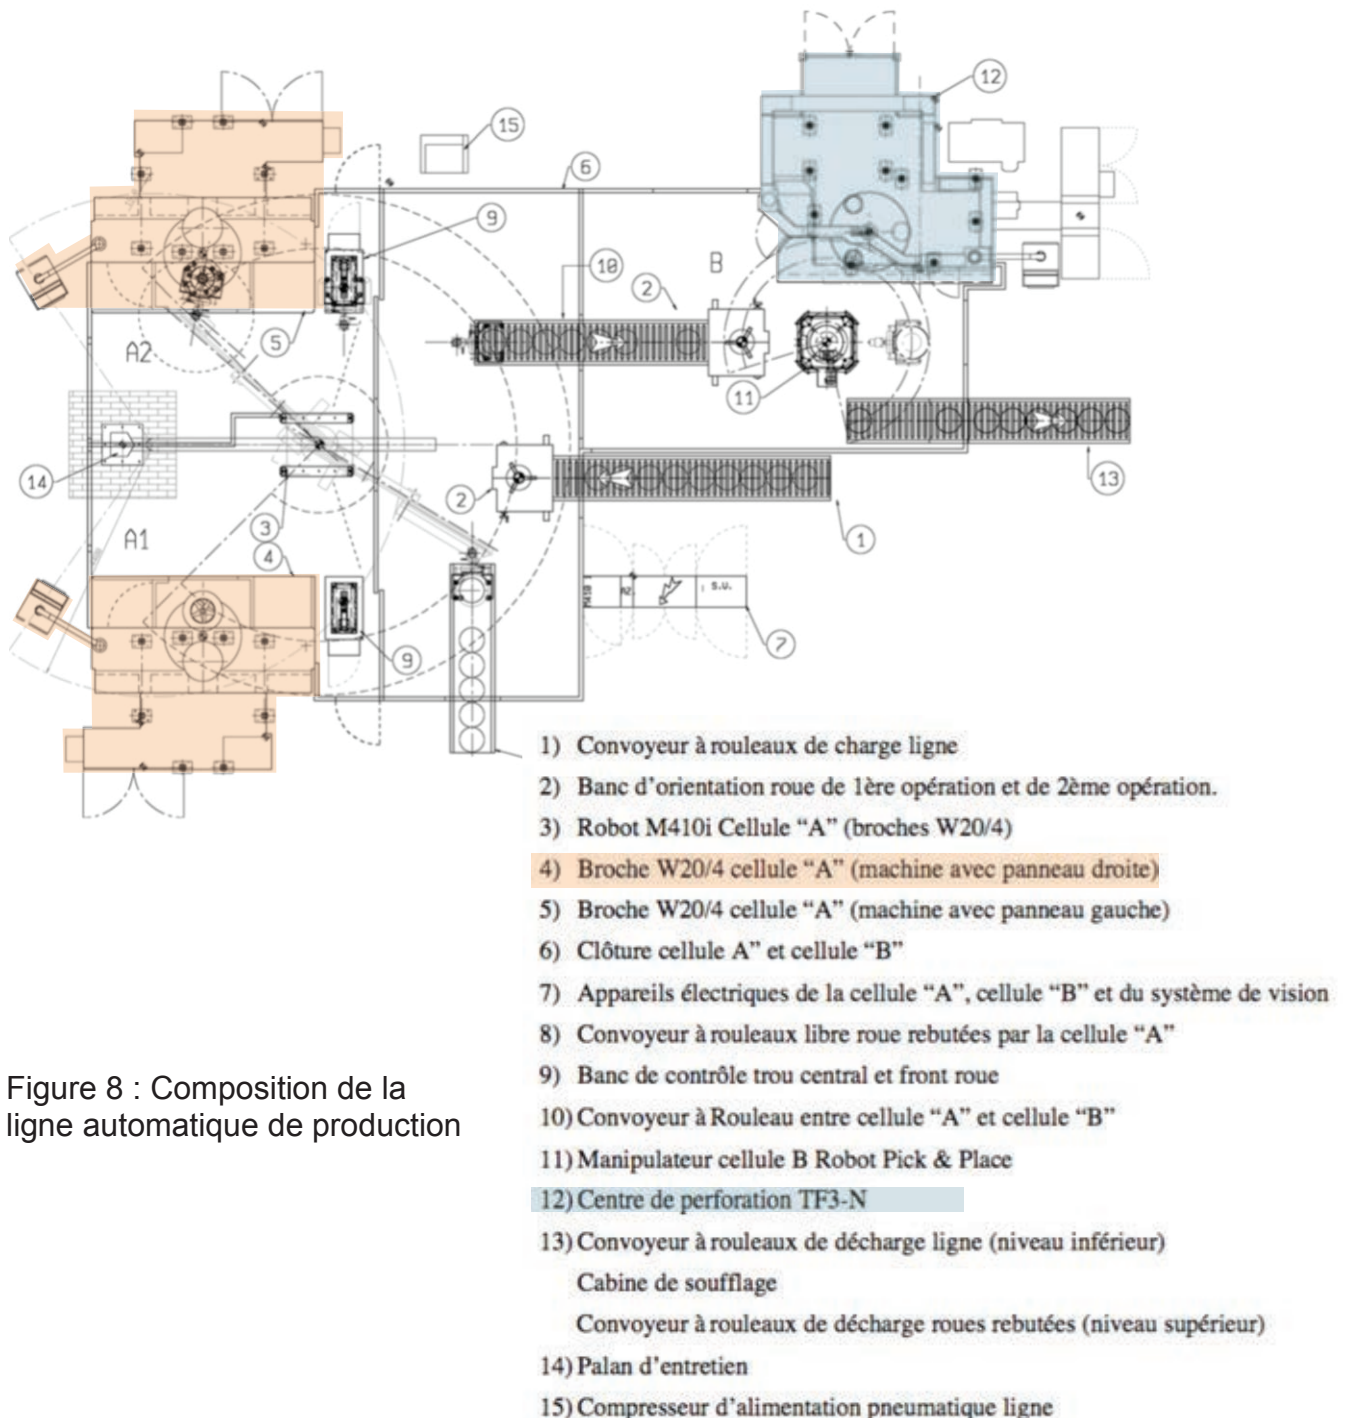 12
15
6
9
10
2
B
A2
5
11
14
13
3
2
A1
4
1
M410
AZ.
S.V.
7
9
1) Convoyeur à rouleaux de charge ligne
2) Banc d’orientation roue de 1ère opération et de 2ème opération.
3) Robot M410i Cellule “A” (broches W20/4)
4) Broche W20/4 cellule “A” (machine avec panneau droite)
5) Broche W20/4 cellule “A” (machine avec panneau gauche)
6) Clôture cellule A” et cellule “B”
7) Appareils électriques de la cellule “A”, cellule “B” et du système de vision
8) Convoyeur à rouleaux libre roue rebutées par la cellule “A”
9) Banc de contrôle trou central et front roue
10) Convoyeur à Rouleau entre cellule “A” et cellule “B”
11) Manipulateur cellule B Robot Pick & Place
12) Centre de perforation TF3-N
13) Convoyeur à rouleaux de décharge ligne (niveau inférieur)
Cabine de soufflage
Convoyeur à rouleaux de décharge roues rebutées (niveau supérieur)
14) Palan d’entretien
15) Compresseur d’alimentation pneumatique ligne
Figure 8 : Composition de la
ligne automatique de production